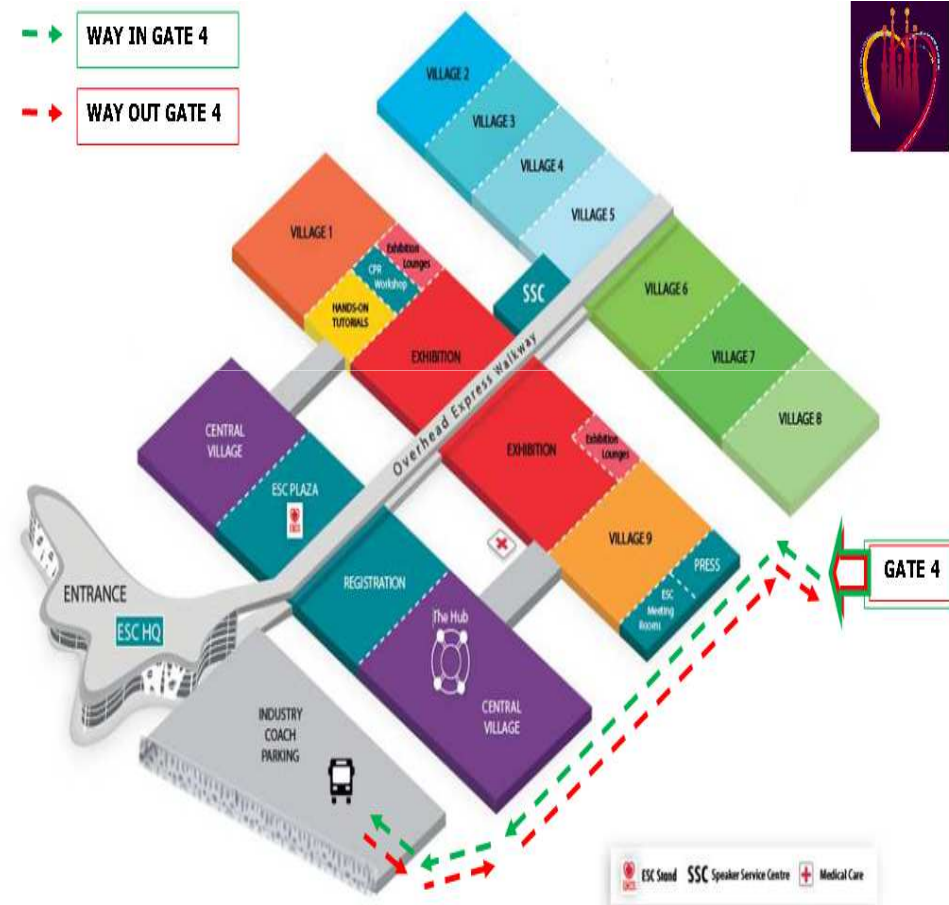 WAY IN GATE 4
WAY OUT GATE 4
VILLAGE 2
VILLAGE 3
VILLAGE 4
VILLAGE 5
VILLAGE 1
Exhibition
Lounges
CPR
Workshop
HANDS-ON
TUTORIALS
SSC
VILLAGE 6
VILLAGE 7
VILLAGE 8
EXHIBITION
Overhead Express Walkway
EXHIBITION
Exhibition
Lounges
CENTRAL
VILLAGE
ESC PLAZA
VILLAGE 9
PRESS
ESC
Meeting
Rooms
GATE 4
REGISTRATION
The Hub
CENTRAL
VILLAGE
ENTRANCE
ESC HQ
INDUSTRY
COACH
PARKING
ESC Stand SSC Speaker Service Centre Medical Care